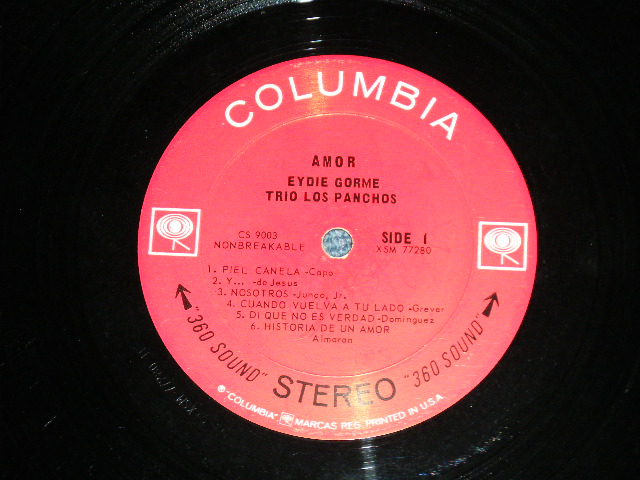 COLUMBIA
AMOR
EYDIE GORME
TRIO LOS PANCHOS
CS 9003
NONBREAKABLE
SIDE 1
XSM 77280
1. PIEL CANELA -Capo
2. Y... -de Jesus
3. NOSOTROS -Junco, Jr.
4. CUANDO VUELVA A TU LADO -Grever
5. DI QUE NO ES VERDAD -Dominguez
6. HISTORIA DE UN AMOR
Almaran
"360 SOUND" STEREO "360 SOUND"
® "COLUMBIA" MARCAS REG. PRINTED IN U.S.A.